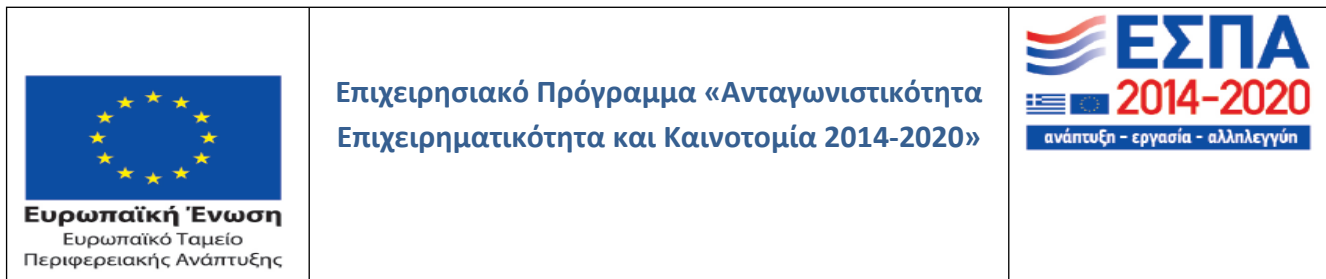 Ευρωπαϊκή Ένωση
Ευρωπαϊκό Ταμείο
Περιφερειακής Ανάπτυξης
Επιχειρησιακό Πρόγραμμα «Ανταγωνιστικότητα
Επιχειρηματικότητα και Καινοτομία 2014-2020»
ΕΣΠΑ
2014-2020
ανάπτυξη - εργασία - αλληλεγγύη